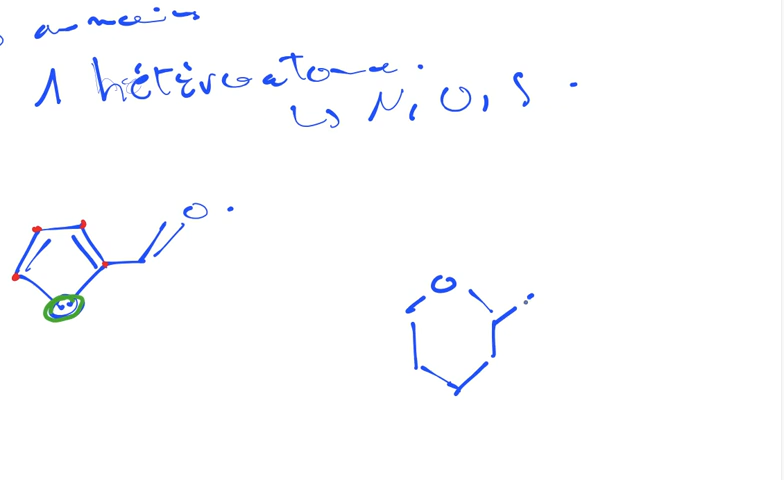 1 hétéroatome.
↳ N, O, S.
O.
O